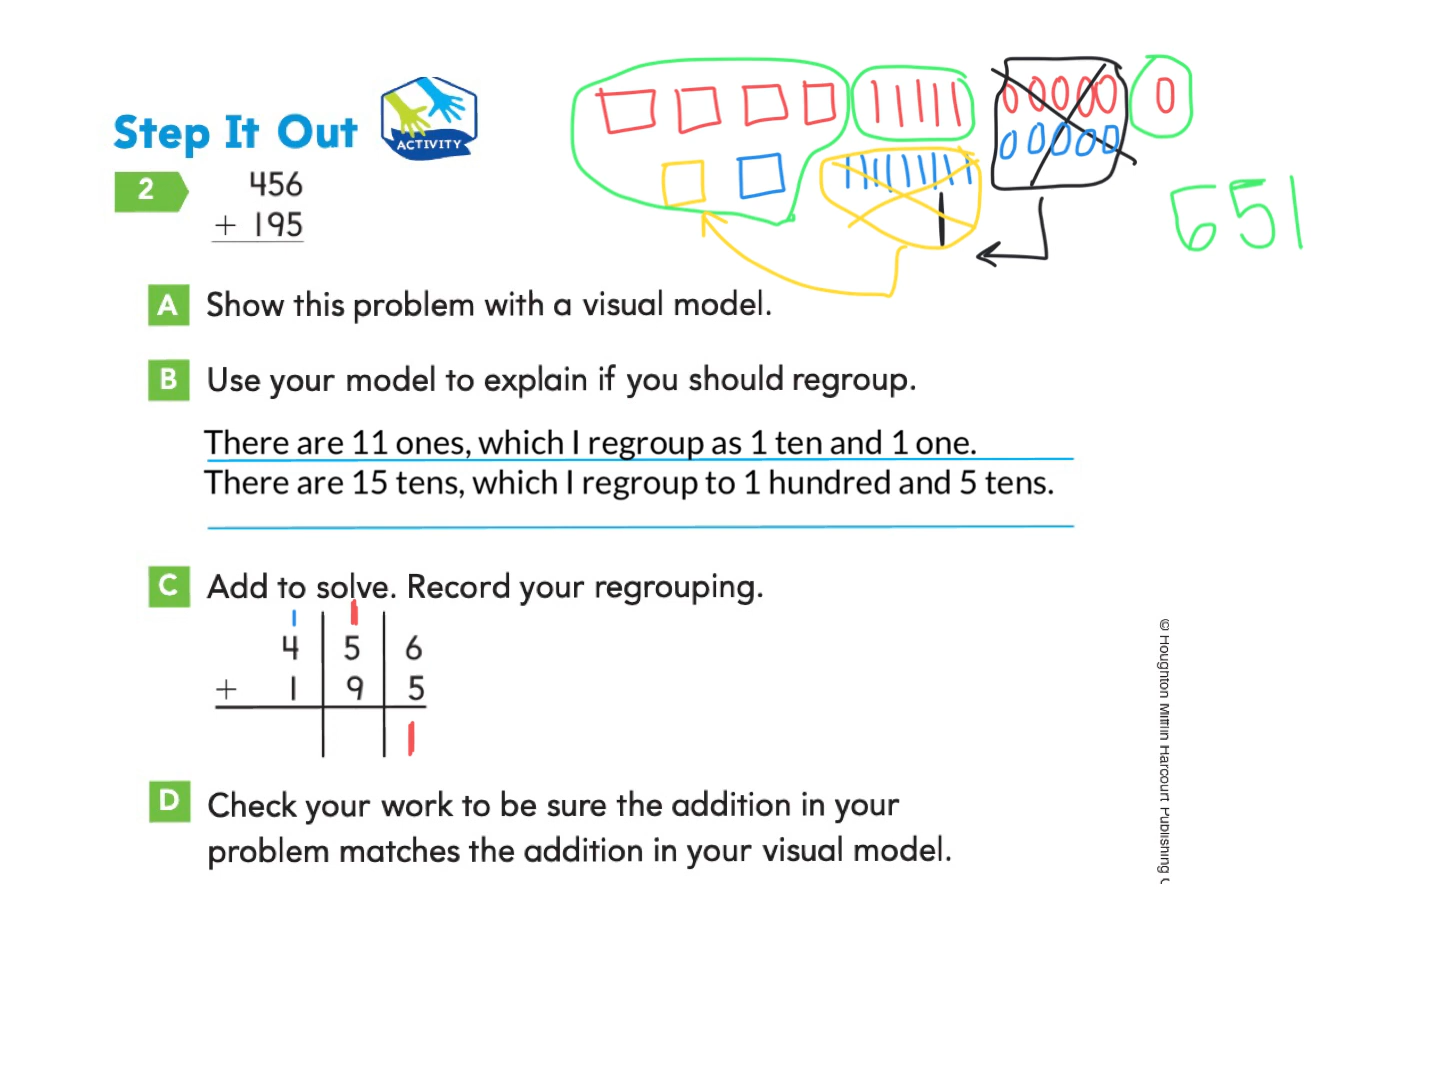 Step It Out
ACTIVITY
2
456
+ 195
651
A Show this problem with a visual model.
B Use your model to explain if you should regroup.
There are 11 ones, which I regroup as 1 ten and 1 one.
There are 15 tens, which I regroup to 1 hundred and 5 tens.
C Add to solve. Record your regrouping.
1 1
4 5 6
+ 1 9 5
1
D Check your work to be sure the addition in your
problem matches the addition in your visual model.
© Houghton Mifflin Harcourt Publishing